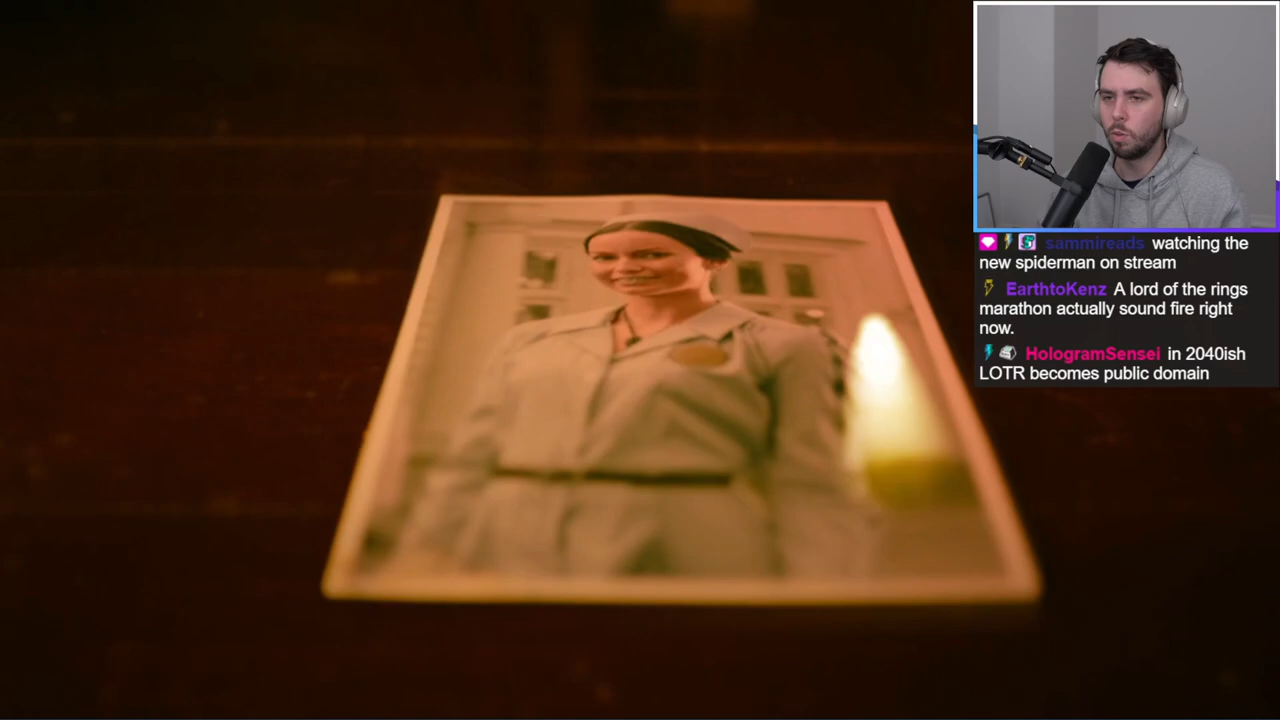 sammireads watching the
new spiderman on stream
EarthtoKenz A lord of the rings
marathon actually sound fire right
now.
HologramSensei in 2040ish
LOTR becomes public domain